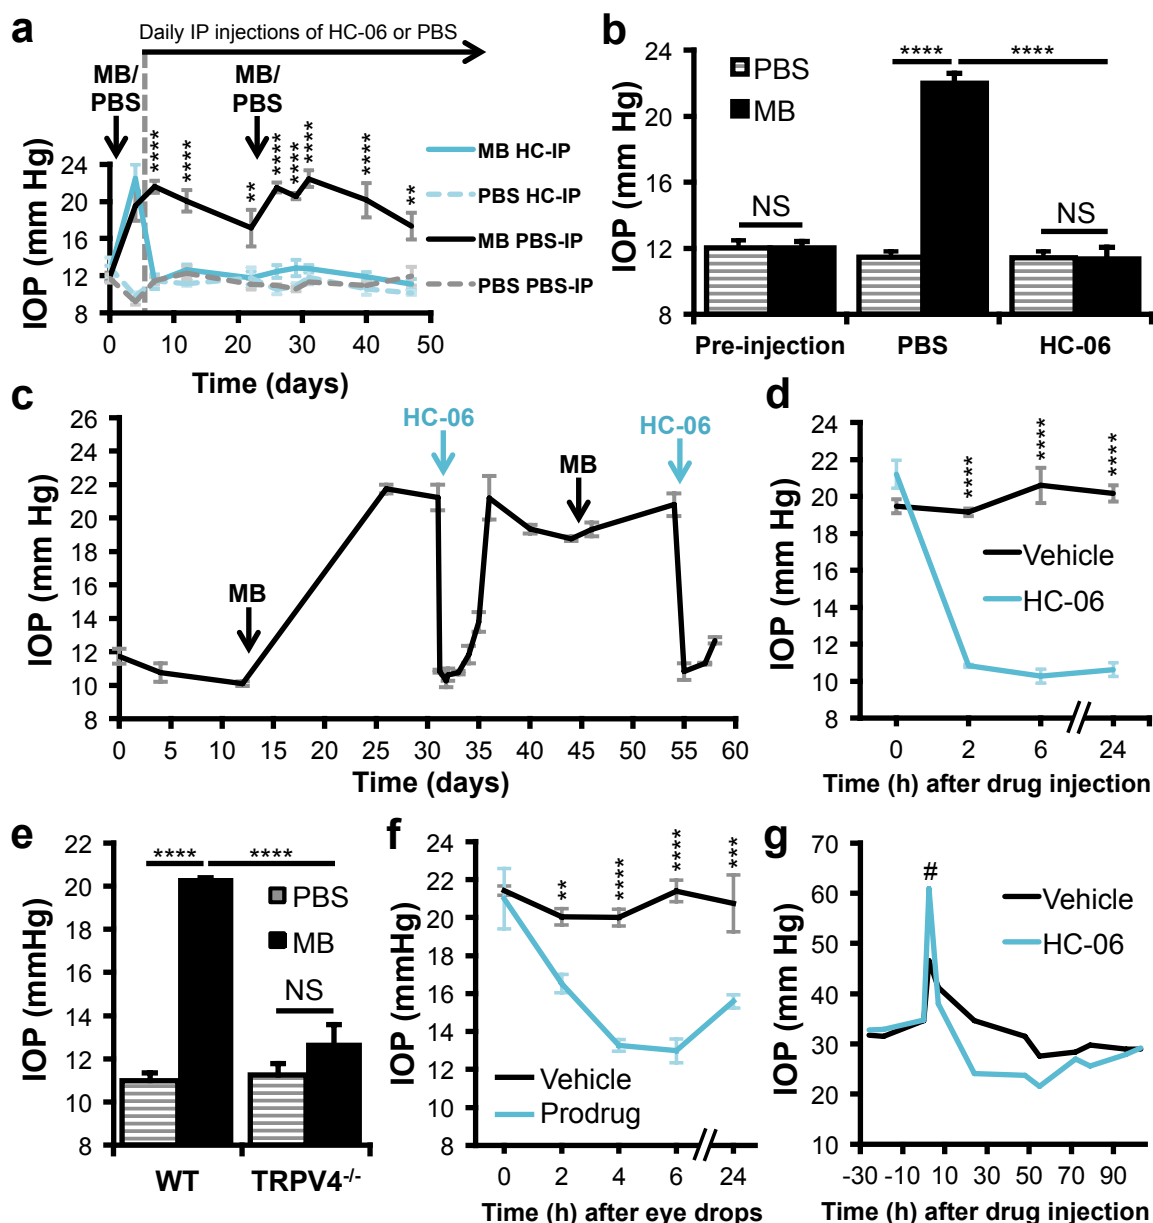 a
Daily IP injections of HC-06 or PBS
MB/
PBS
MB/
PBS
****
****
**
****
****
****
****
**
IOP (mm Hg)
24
20
16
12
8
0
10
20
30
40
50
Time (days)
MB HC-IP
PBS HC-IP
MB PBS-IP
PBS PBS-IP
b
IOP (mm Hg)
24
20
16
12
8
PBS
MB
****
****
NS
NS
Pre-injection
PBS
HC-06
c
IOP (mm Hg)
26
24
22
20
18
16
14
12
10
8
MB
HC-06
MB
HC-06
0 5 10 15 20 25 30 35 40 45 50 55 60
Time (days)
d
IOP (mm Hg)
24
22
20
18
16
14
12
10
8
****
****
****
Vehicle
HC-06
0 2 6 24
Time (h) after drug injection
e
IOP (mmHg)
22
20
18
16
14
12
10
8
****
****
PBS
MB
NS
WT
TRPV4-/-
f
IOP (mmHg)
24
22
20
18
16
14
12
10
8
**
****
****
***
Vehicle
Prodrug
0 2 4 6 24
Time (h) after eye drops
g
IOP (mm Hg)
70
60
50
40
30
20
10
#
Vehicle
HC-06
-30 -10 10 30 50 70 90
Time (h) after drug injection